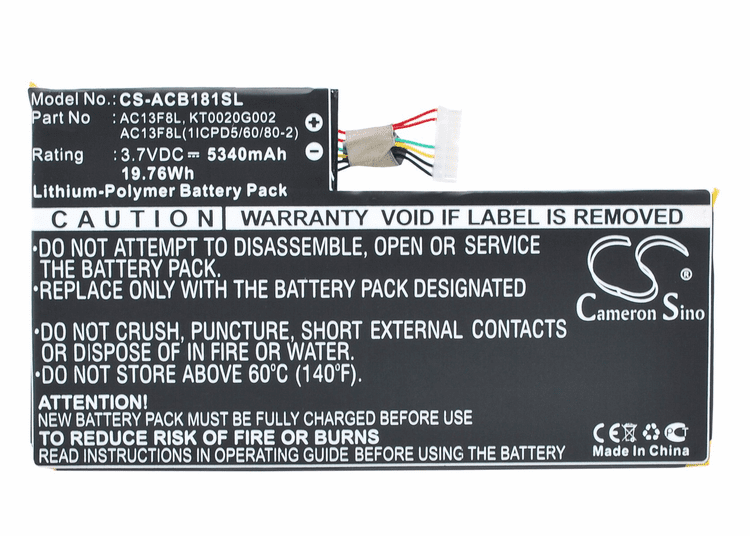 Model No.: CS-ACB181SL
Part No : AC13F8L, KT0020G002
AC13F8L(1ICPD5/60/80-2)
Rating : 3.7VDC ⎓ 5340mAh
19.76Wh
Lithium-Polymer Battery Pack
+
-
CAUTION WARRANTY VOID IF LABEL IS REMOVED
•DO NOT ATTEMPT TO DISASSEMBLE, OPEN OR SERVICE
THE BATTERY PACK.
•REPLACE ONLY WITH THE BATTERY PACK DESIGNATED
•DO NOT CRUSH, PUNCTURE, SHORT EXTERNAL CONTACTS
OR DISPOSE OF IN FIRE OR WATER.
•DO NOT STORE ABOVE 60°C (140°F).
CS ®
Cameron Sino
ATTENTION!
NEW BATTERY PACK MUST BE FULLY CHARGED BEFORE USE
TO REDUCE RISK OF FIRE OR BURNS
READ INSTRUCTIONS IN OPERATING GUIDE BEFORE USING THE BATTERY
CE PCT
Made In China